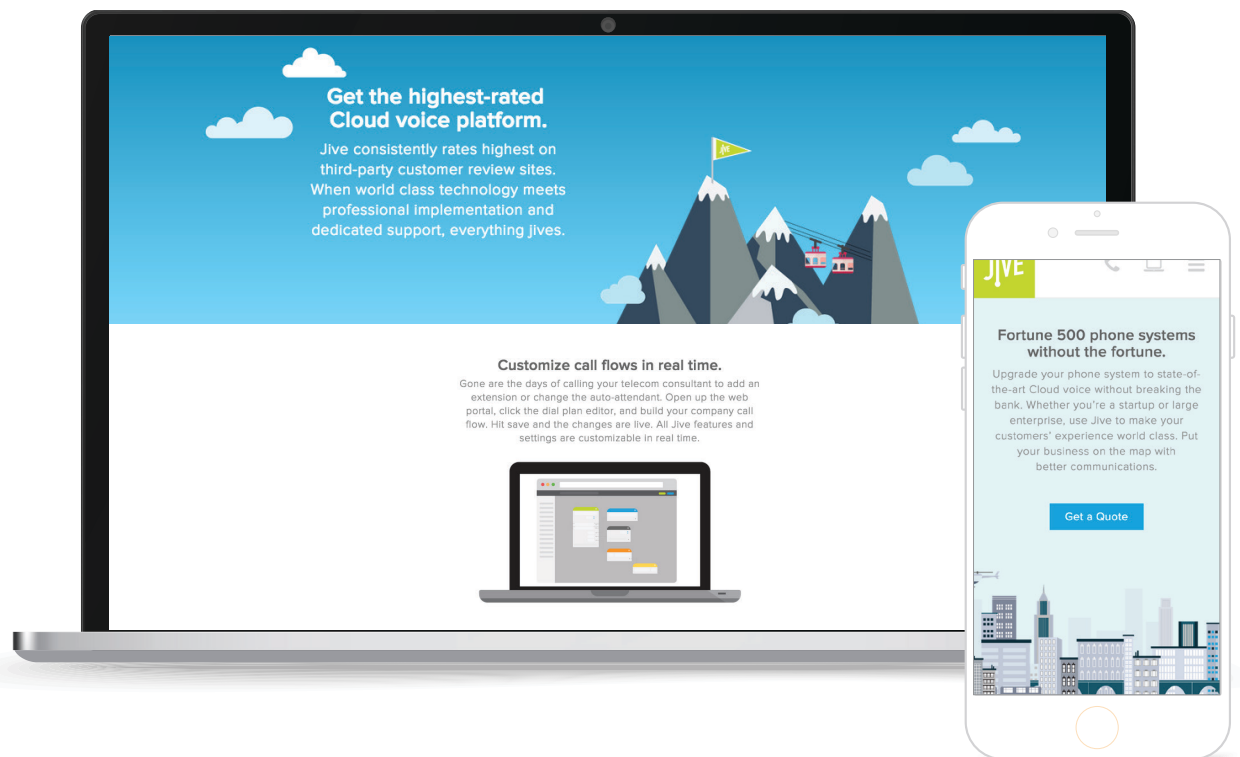 Get the highest-rated
Cloud voice platform.
Jive consistently rates highest on
third-party customer review sites.
When world class technology meets
professional implementation and
dedicated support, everything jives.
JIVE
Customize call flows in real time.
Gone are the days of calling your telecom consultant to add an
extension or change the auto-attendant. Open up the web
portal, click the dial plan editor, and build your company call
flow. Hit save and the changes are live. All Jive features and
settings are customizable in real time.
JIVE
Fortune 500 phone systems
without the fortune.
Upgrade your phone system to state-of-
the-art Cloud voice without breaking the
bank. Whether you're a startup or large
enterprise, use Jive to make your
customers' experience world class. Put
your business on the map with
better communications.
Get a Quote